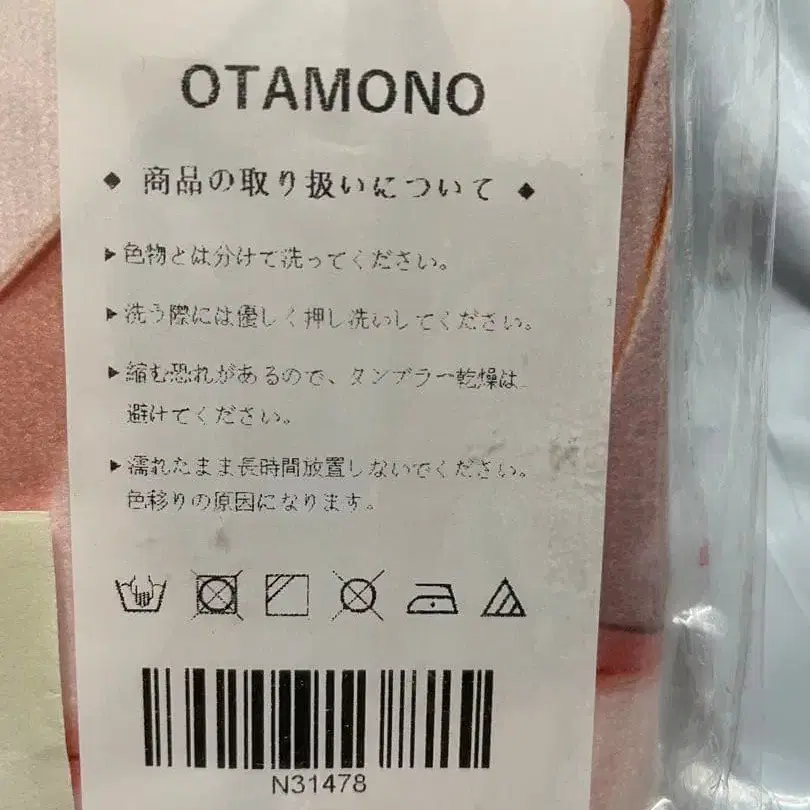 OTAMONO
◆ 商品の取り扱いについて ◆
▶色物とは分けて洗ってください。
▶洗う際には優しく押し洗いしてください。
▶縮む恐れがあるので、タンブラー乾燥は
避けてください。
▶濡れたまま長時間放置しないでください。
色移りの原因になります。
N31478